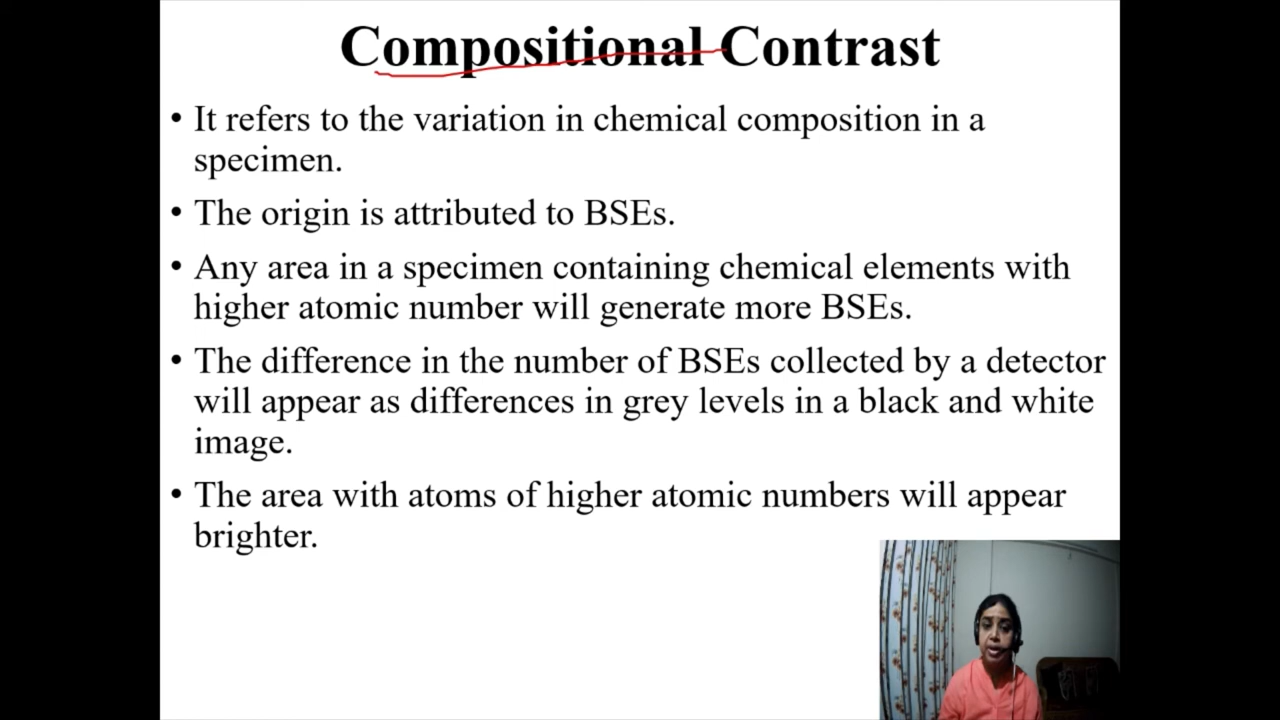 Compositional Contrast
• It refers to the variation in chemical composition in a
specimen.
• The origin is attributed to BSEs.
• Any area in a specimen containing chemical elements with
higher atomic number will generate more BSEs.
• The difference in the number of BSEs collected by a detector
will appear as differences in grey levels in a black and white
image.
• The area with atoms of higher atomic numbers will appear
brighter.